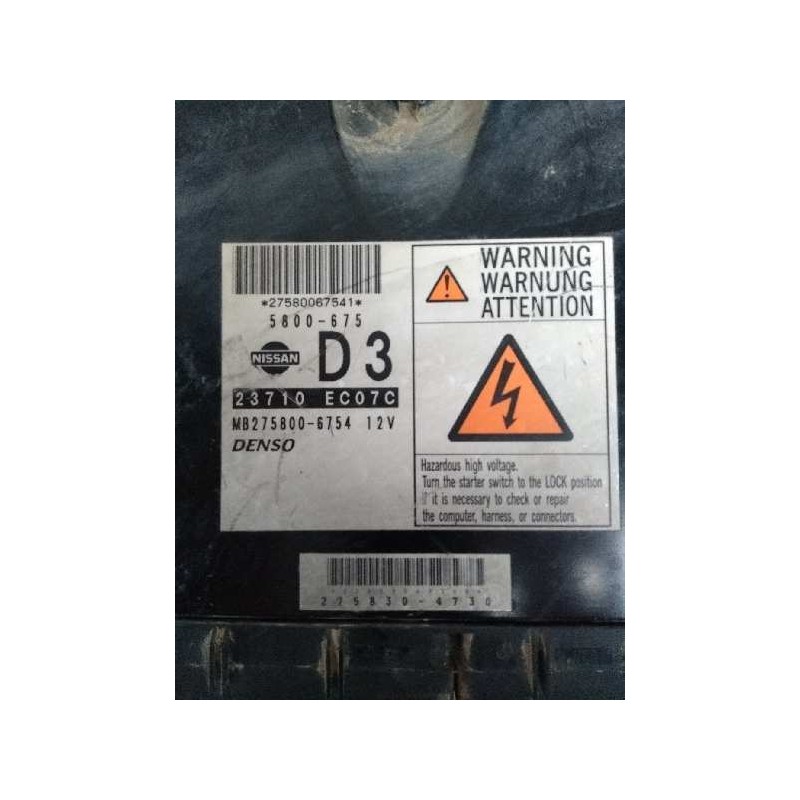 *27580067541*
5800-675
NISSAN D3
23710 EC07C
MB275800-6754 12V
DENSO
WARNING
WARNUNG
ATTENTION
Hazardous high voltage.
Turn the starter switch to the LOCK position
if it is necessary to check or repair
the computer, harness, or connectors.
225830-4730